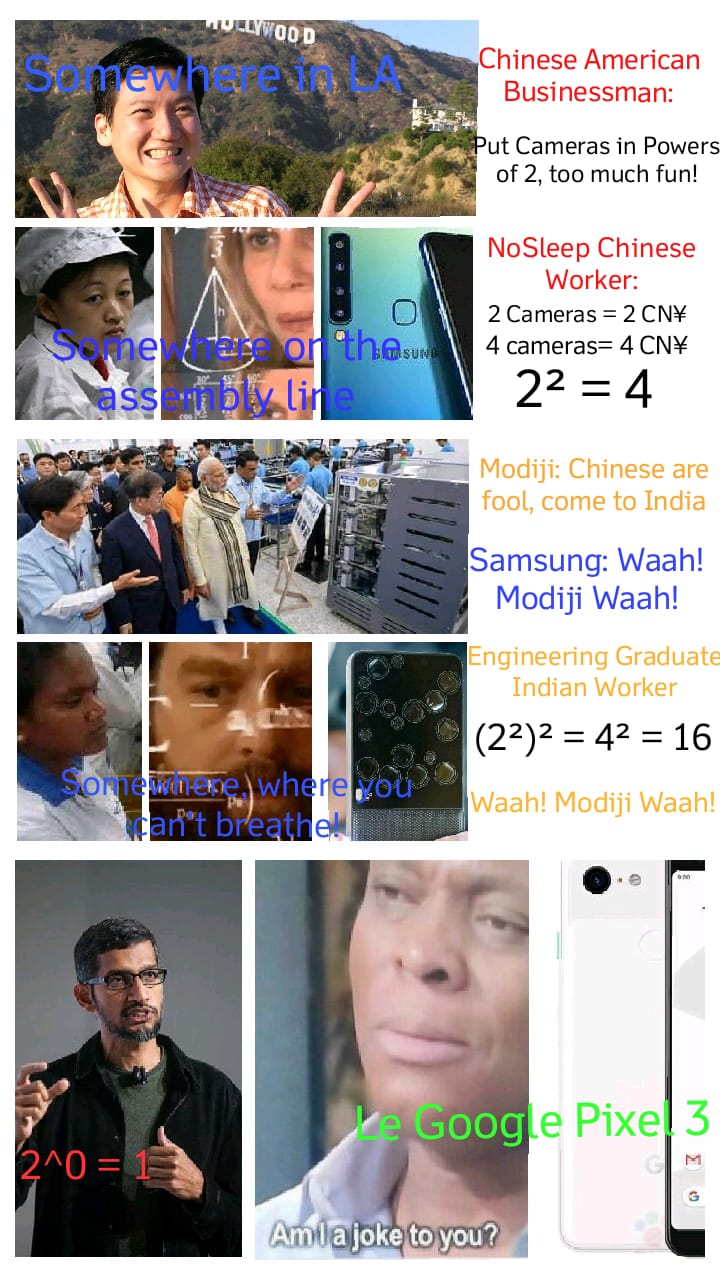 HOLLYWOOD
Somewhere in LA
Chinese American
Businessman:
Put Cameras in Powers
of 2, too much fun!
Somewhere on the
assembly line
SAMSUNG
NoSleep Chinese
Worker:
2 Cameras = 2 CN¥
4 cameras= 4 CN¥
2² = 4
Modiji: Chinese are
fool, come to India
Samsung: Waah!
Modiji Waah!
Somewhere, where you
can't breathe!
Engineering Graduate
Indian Worker
(2²)² = 4² = 16
Waah! Modiji Waah!
2^0 = 1
Am I a joke to you?
Le Google Pixel 3
9:00
G